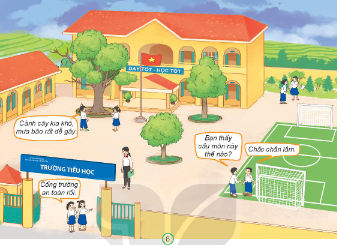 DẠY TỐT - HỌC TỐT
Cành cây kia khô,
mưa bão rất dễ gãy.
Bạn thấy
cầu môn này
thế nào?
Chắc chắn lắm.
TRƯỜNG TIỂU HỌC
Cổng trường
an toàn rồi.
6